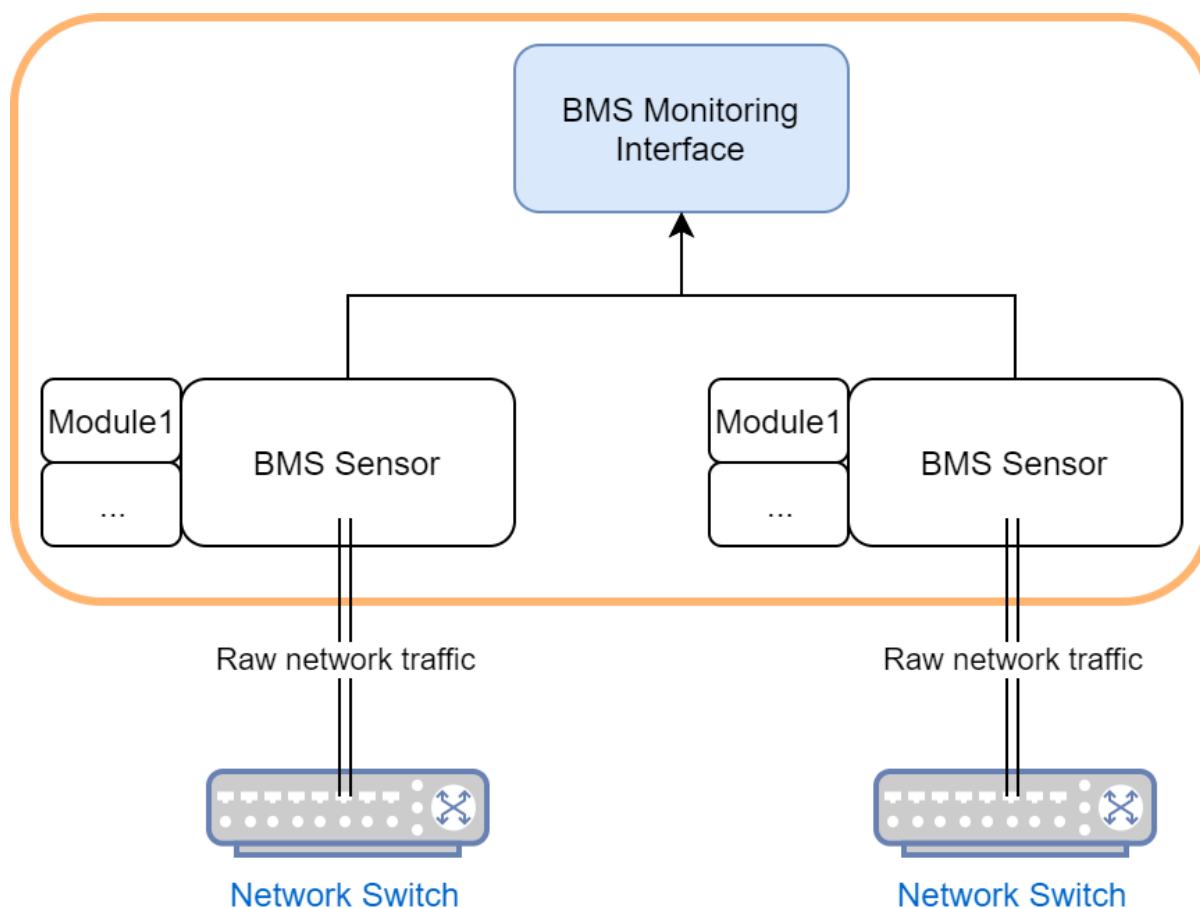 BMS Monitoring
Interface
Module1
BMS Sensor
...
Module1
BMS Sensor
...
Raw network traffic
Raw network traffic
Network Switch
Network Switch